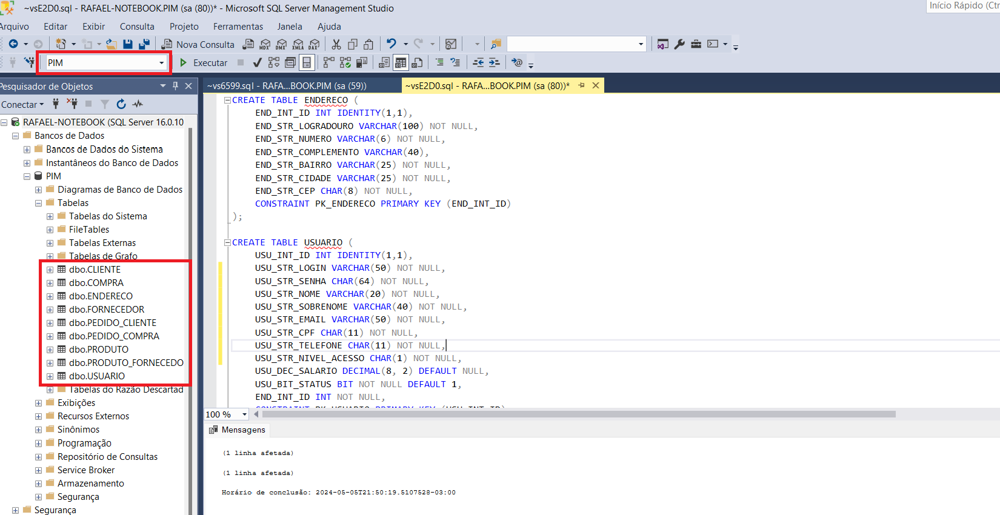 ~vsE2D0.sql - RAFAEL-NOTEBOOK.PIM (sa (80))* - Microsoft SQL Server Management Studio
Início Rápido (Ctr
Arquivo Editar Exibir Consulta Projeto Ferramentas Janela Ajuda
Nova Consulta MDX DMX XMLA DAX
PIM Executar
Pesquisador de Objetos
~vs6599.sql - RAFA...BOOK.PIM (sa (59))
~vsE2D0.sql - RAFA...BOOK.PIM (sa (80))*
Conectar
RAFAEL-NOTEBOOK (SQL Server 16.0.10
Bancos de Dados
Bancos de Dados do Sistema
Instantâneos do Banco de Dados
PIM
Diagramas de Banco de Dados
Tabelas
Tabelas do Sistema
FileTables
Tabelas Externas
Tabelas de Grafo
dbo.CLIENTE
dbo.COMPRA
dbo.ENDERECO
dbo.FORNECEDOR
dbo.PEDIDO_CLIENTE
dbo.PEDIDO_COMPRA
dbo.PRODUTO
dbo.PRODUTO_FORNECEDO
dbo.USUARIO
Tabelas do Razão Descartad
Exibições
Recursos Externos
Sinônimos
Programação
Repositório de Consultas
Service Broker
Armazenamento
Segurança
Segurança
CREATE TABLE ENDERECO (
END_INT_ID INT IDENTITY(1,1),
END_STR_LOGRADOURO VARCHAR(100) NOT NULL,
END_STR_NUMERO VARCHAR(6) NOT NULL,
END_STR_COMPLEMENTO VARCHAR(40),
END_STR_BAIRRO VARCHAR(25) NOT NULL,
END_STR_CIDADE VARCHAR(25) NOT NULL,
END_STR_CEP CHAR(8) NOT NULL,
CONSTRAINT PK_ENDERECO PRIMARY KEY (END_INT_ID)
);
CREATE TABLE USUARIO (
USU_INT_ID INT IDENTITY(1,1),
USU_STR_LOGIN VARCHAR(50) NOT NULL,
USU_STR_SENHA CHAR(64) NOT NULL,
USU_STR_NOME VARCHAR(20) NOT NULL,
USU_STR_SOBRENOME VARCHAR(40) NOT NULL,
USU_STR_EMAIL VARCHAR(50) NOT NULL,
USU_STR_CPF CHAR(11) NOT NULL,
USU_STR_TELEFONE CHAR(11) NOT NULL,
USU_STR_NIVEL_ACESSO CHAR(1) NOT NULL,
USU_DEC_SALARIO DECIMAL(8, 2) DEFAULT NULL,
USU_BIT_STATUS BIT NOT NULL DEFAULT 1,
END_INT_ID INT NOT NULL,
CONSTRAINT PK_USUARIO PRIMARY KEY (USU_INT_ID)
100 %
Mensagens
(1 linha afetada)
(1 linha afetada)
Horário de conclusão: 2024-05-05T21:50:19.5107528-03:00